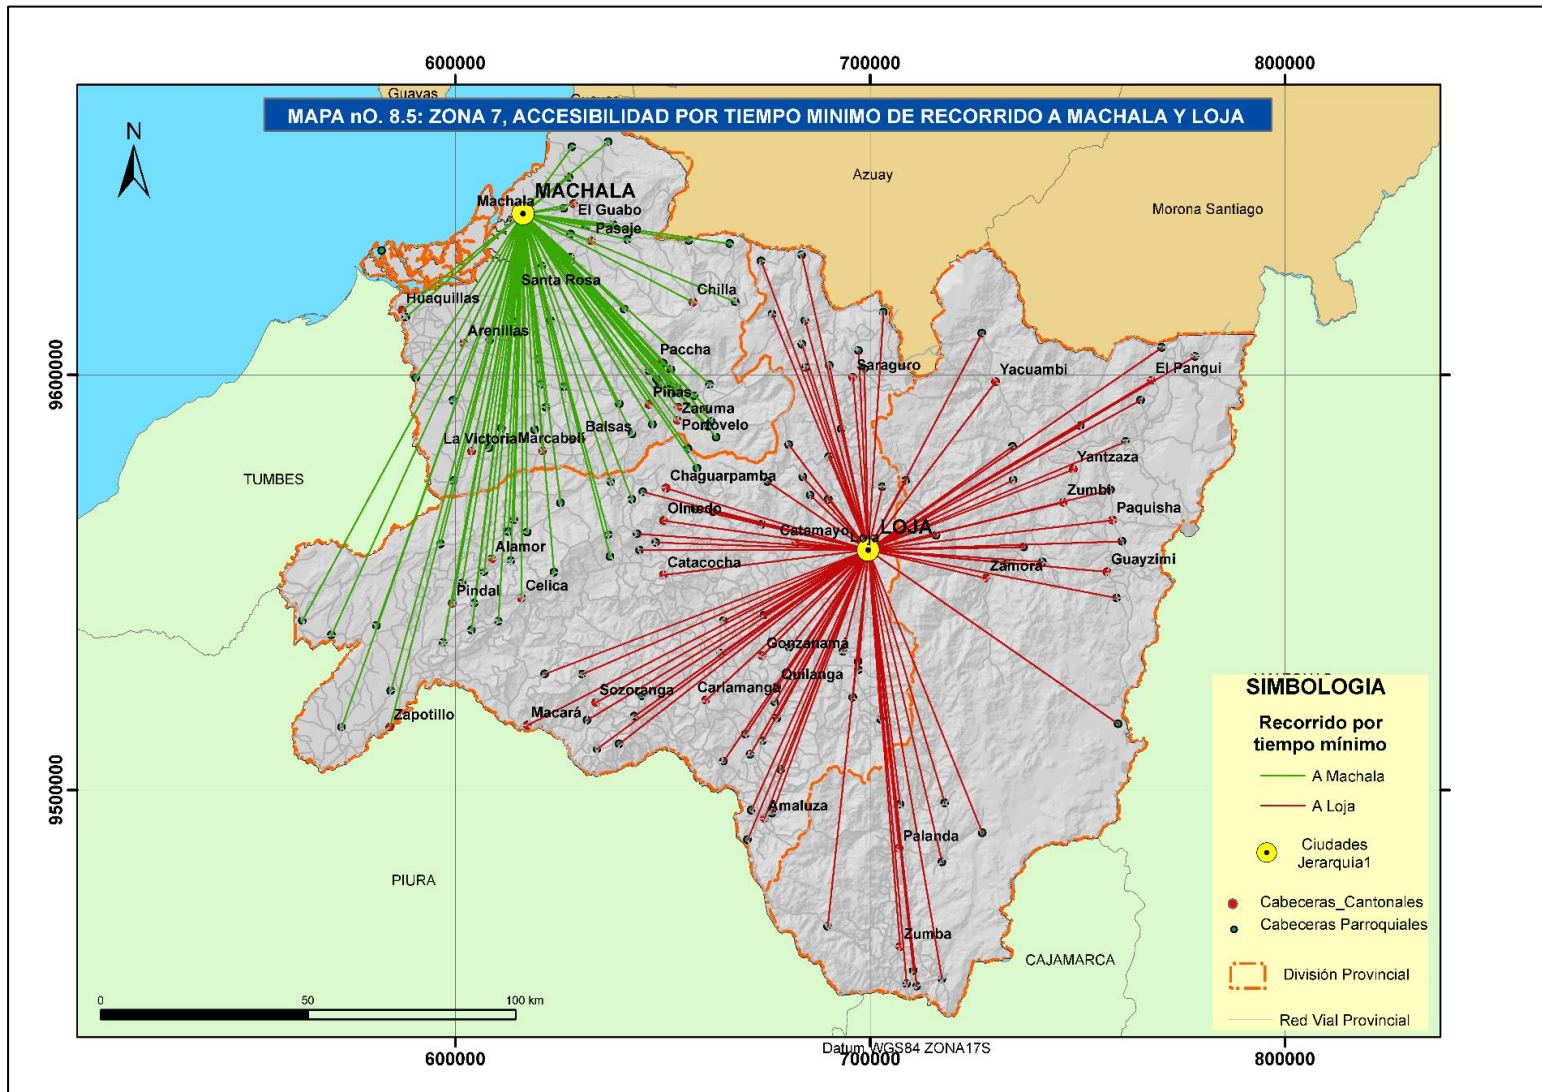 600000
700000
800000
Guayas
MAPA nO. 8.5: ZONA 7, ACCESIBILIDAD POR TIEMPO MINIMO DE RECORRIDO A MACHALA Y LOJA
N
Azuay
Morona Santiago
MACHALA
Machala
El Guabo
Pasaje
Santa Rosa
Chilla
Huaquillas
Arenillas
Paccha
9600000
Saraguro
Yacuambi
El Pangui
Piñas
Zaruma
Portovelo
Balsas
La Victoria
Marcabelí
Yantzaza
TUMBES
Chaguarpamba
Zumbi
Olmedo
Paquisha
LOJA
Catamayo
Loja
Alamor
Catacocha
Zamora
Guayzimi
Pindal
Celica
Gonzanamá
Quilanga
Sozoranga
Cariamanga
Macará
Zapotillo
9500000
Amaluza
Palanda
PIURA
Zumba
CAJAMARCA
SIMBOLOGIA
Recorrido por
tiempo mínimo
A Machala
A Loja
Ciudades
Jerarquia1
Cabeceras_Cantonales
Cabeceras Parroquiales
División Provincial
Red Vial Provincial
0
50
100 km
Datum WGS84 ZONA17S
600000
700000
800000